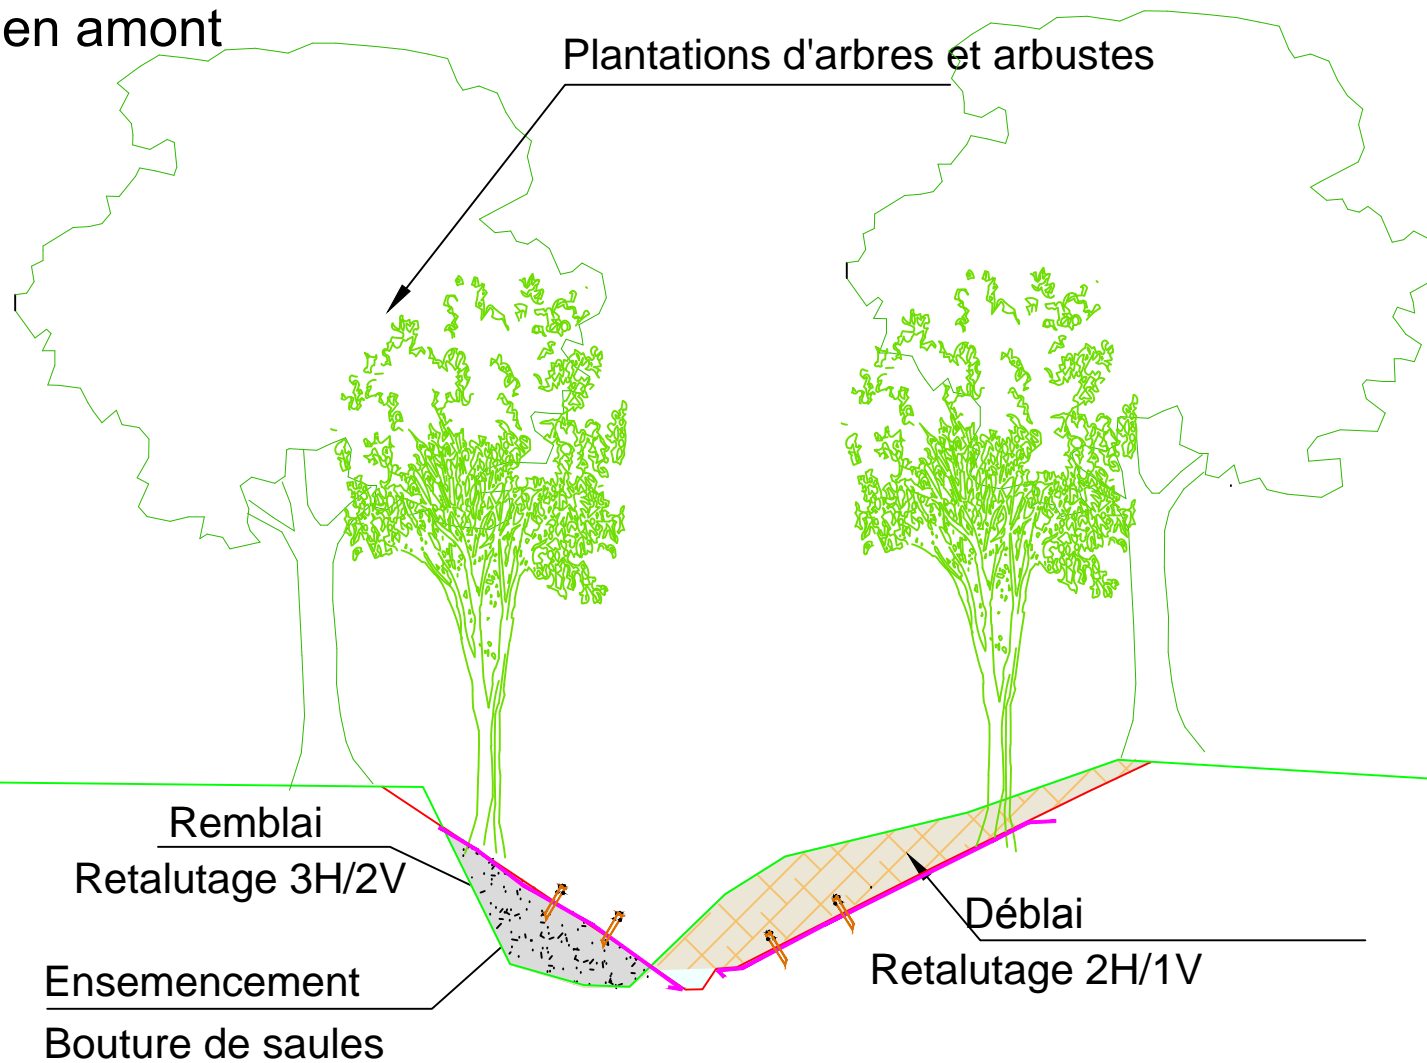 en amont
Plantations d'arbres et arbustes
Remblai
Retalutage 3H/2V
Déblai
Retalutage 2H/1V
Ensemencement
Bouture de saules